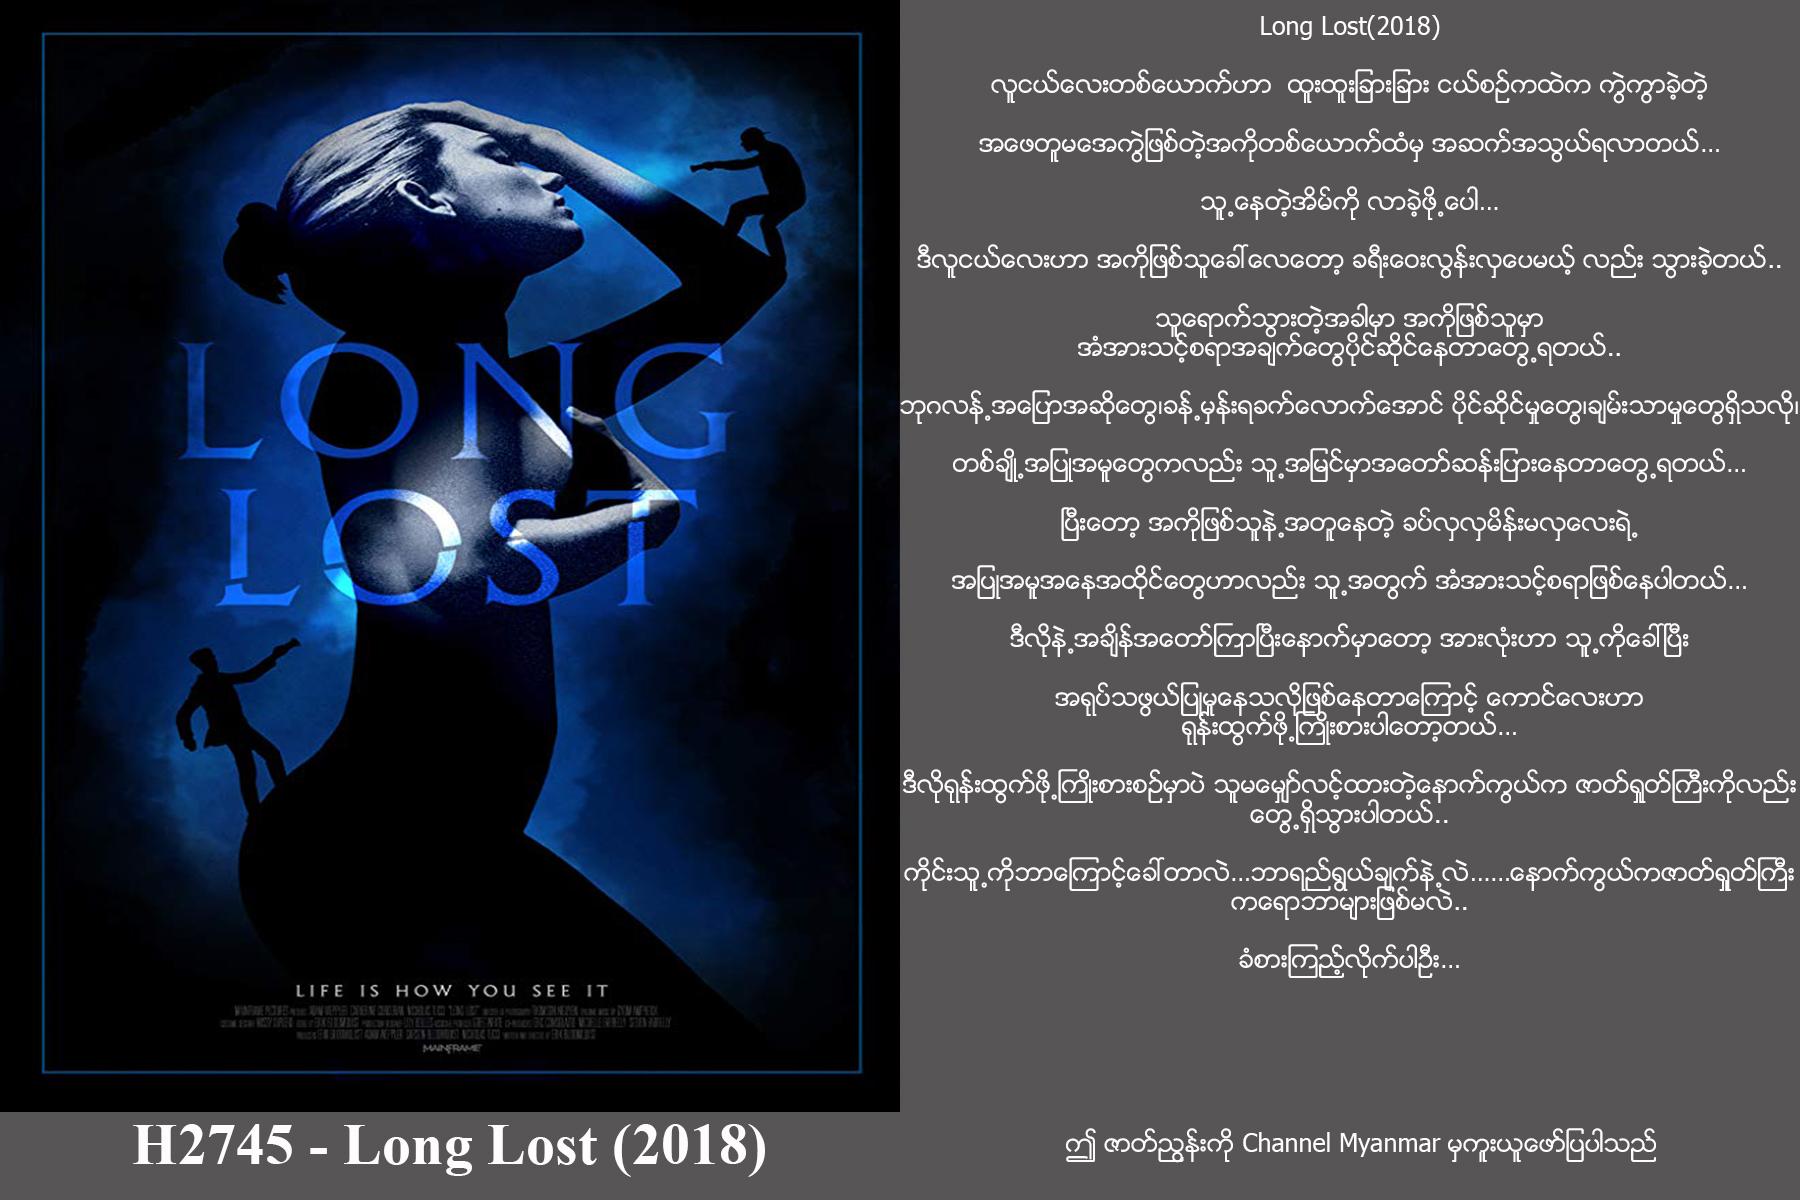 LONG
LOST
LIFE IS HOW YOU SEE IT
MAINFRAME
H2745 - Long Lost (2018)
Long Lost(2018)
လူငယ်လေးတစ်ယောက်ဟာ ထူးထူးခြားခြား ငယ်စဉ်ကထဲက ကွဲကွာခဲ့တဲ့
အဖေတူမအေကွဲဖြစ်တဲ့အကိုတစ်ယောက်ထံမှ အဆက်အသွယ်ရလာတယ်...
သူ့နေတဲ့အိမ်ကို လာခဲ့ဖို့ပေါ...
ဒီလူငယ်လေးဟာ အကိုဖြစ်သူခေါ်လေတော့ ခရီးဝေးလွန်းလှပေမယ့် လည်း သွားခဲ့တယ်..
သူရောက်သွားတဲ့အခါမှာ အကိုဖြစ်သူမှာ
အံအားသင့်စရာအချက်တွေပိုင်ဆိုင်နေတာတွေ့ရတယ်..
ဘုဂလန့်အပြောအဆိုတွေ၊ခန့်မှန်းရခက်လောက်အောင် ပိုင်ဆိုင်မှုတွေ၊ချမ်းသာမှုတွေရှိသလို၊
တစ်ချို့အပြုအမူတွေကလည်း သူ့အမြင်မှာအတော်ဆန်းပြားနေတာတွေ့ရတယ်...
ပြီးတော့ အကိုဖြစ်သူနဲ့အတူနေတဲ့ ခပ်လှလှမိန်းမလှလေးရဲ့
အပြုအမူအနေအထိုင်တွေဟာလည်း သူ့အတွက် အံအားသင့်စရာဖြစ်နေပါတယ်...
ဒီလိုနဲ့အချိန်အတော်ကြာပြီးနောက်မှာတော့ အားလုံးဟာ သူ့ကိုခေါ်ပြီး
အရုပ်သဖွယ်ပြုမူနေသလိုဖြစ်နေတာကြောင့် ကောင်လေးဟာ
ရုန်းထွက်ဖို့ကြိုးစားပါတော့တယ်...
ဒီလိုရုန်းထွက်ဖို့ကြိုးစားစဉ်မှာပဲ သူမမျှော်လင့်ထားတဲ့နောက်ကွယ်က ဇာတ်ရှုတ်ကြီးကိုလည်း
တွေ့ရှိသွားပါတယ်..
ကိုင်းသူ့ကိုဘာကြောင့်ခေါ်တာလဲ...ဘာရည်ရွယ်ချက်နဲ့လဲ......နောက်ကွယ်ကဇာတ်ရှုတ်ကြီး
ကရောဘာများဖြစ်မလဲ..
ခံစားကြည့်လိုက်ပါဦး...
ဤ ဇာတ်ညွှန်းကို Channel Myanmar မှကူးယူဖော်ပြပါသည်